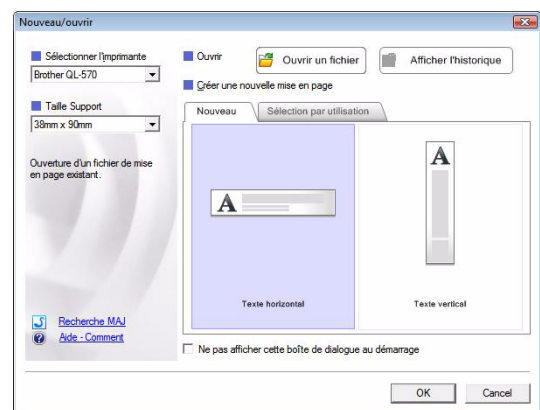 Nouveau/ouvrir
Sélectionner l'imprimante
Brother QL-570
Taille Support
38mm x 90mm
Ouverture d'un fichier de mise
en page existant.
Recherche MAJ
Aide - Comment
Ouvrir
Ouvrir un fichier
Afficher l'historique
Créer une nouvelle mise en page
Nouveau
Sélection par utilisation
A
A
Texte horizontal
Texte vertical
Ne pas afficher cette boîte de dialogue au démarrage
OK
Cancel